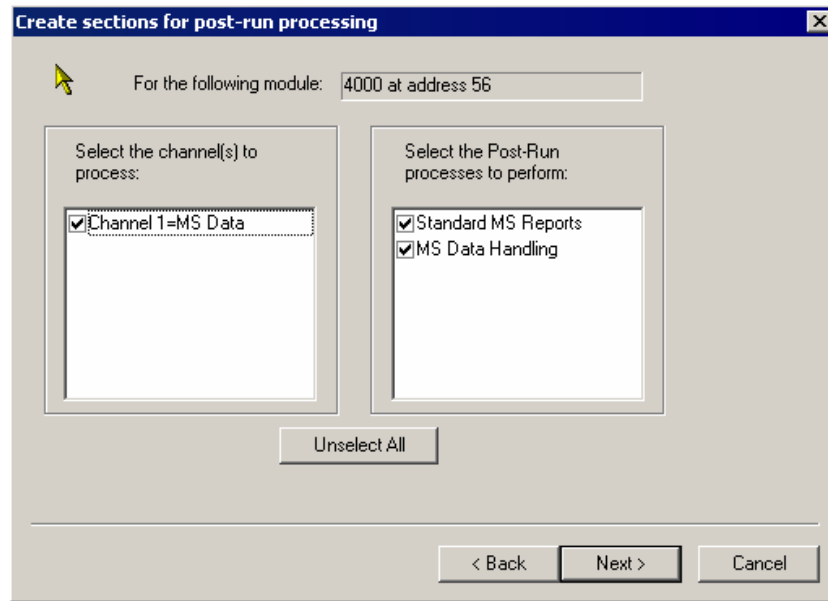 Create sections for post-run processing
For the following module: 4000 at address 56
Select the channel(s) to
process:
Channel 1=MS Data
Select the Post-Run
processes to perform:
Standard MS Reports
MS Data Handling
Unselect All
< Back
Next >
Cancel